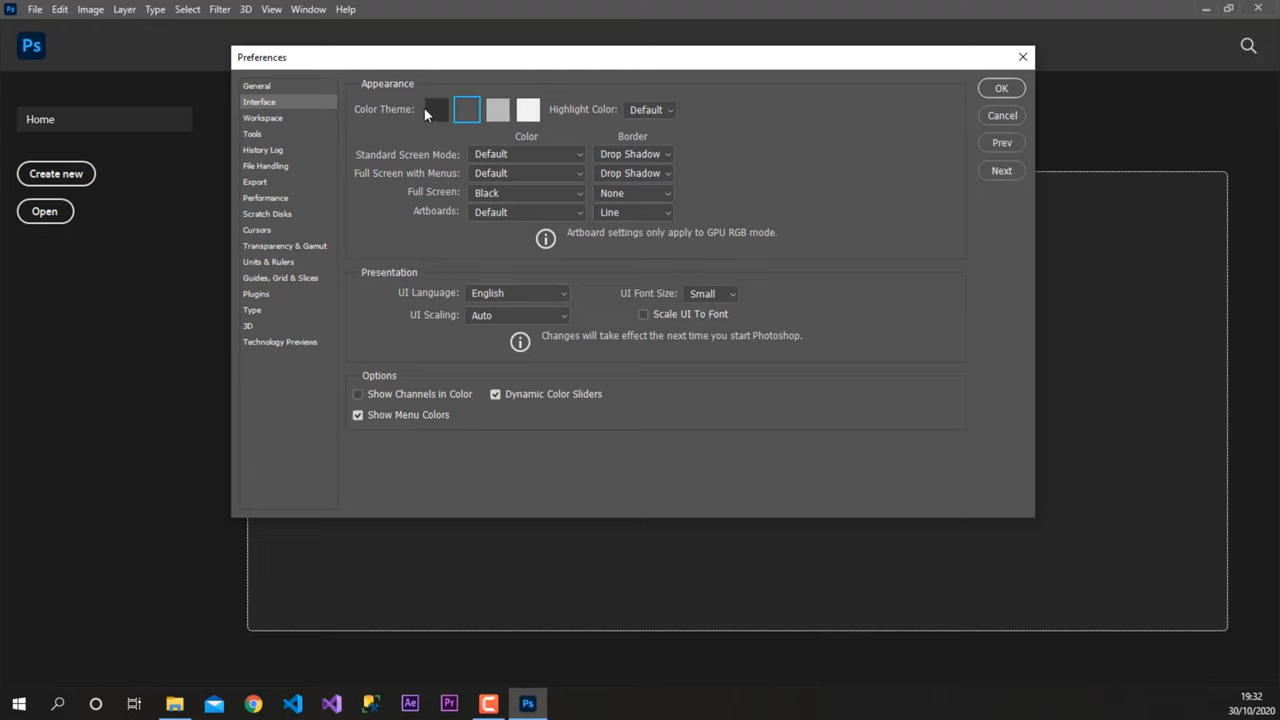 Ps File Edit Image Layer Type Select Filter 3D View Window Help
Ps
Preferences
General
Interface
Workspace
Tools
History Log
File Handling
Export
Performance
Scratch Disks
Cursors
Transparency & Gamut
Units & Rulers
Guides, Grid & Slices
Plugins
Type
3D
Technology Previews
Appearance
Color Theme: Highlight Color: Default
Color Border
Standard Screen Mode: Default Drop Shadow
Full Screen with Menus: Default Drop Shadow
Full Screen: Black None
Artboards: Default Line
Artboard settings only apply to GPU RGB mode.
Presentation
UI Language: English UI Font Size: Small
UI Scaling: Auto Scale UI To Font
Changes will take effect the next time you start Photoshop.
Options
Show Channels in Color Dynamic Color Sliders
Show Menu Colors
OK
Cancel
Prev
Next
Home
Create new
Open
Ae Pr Ps
19:32
30/10/2020